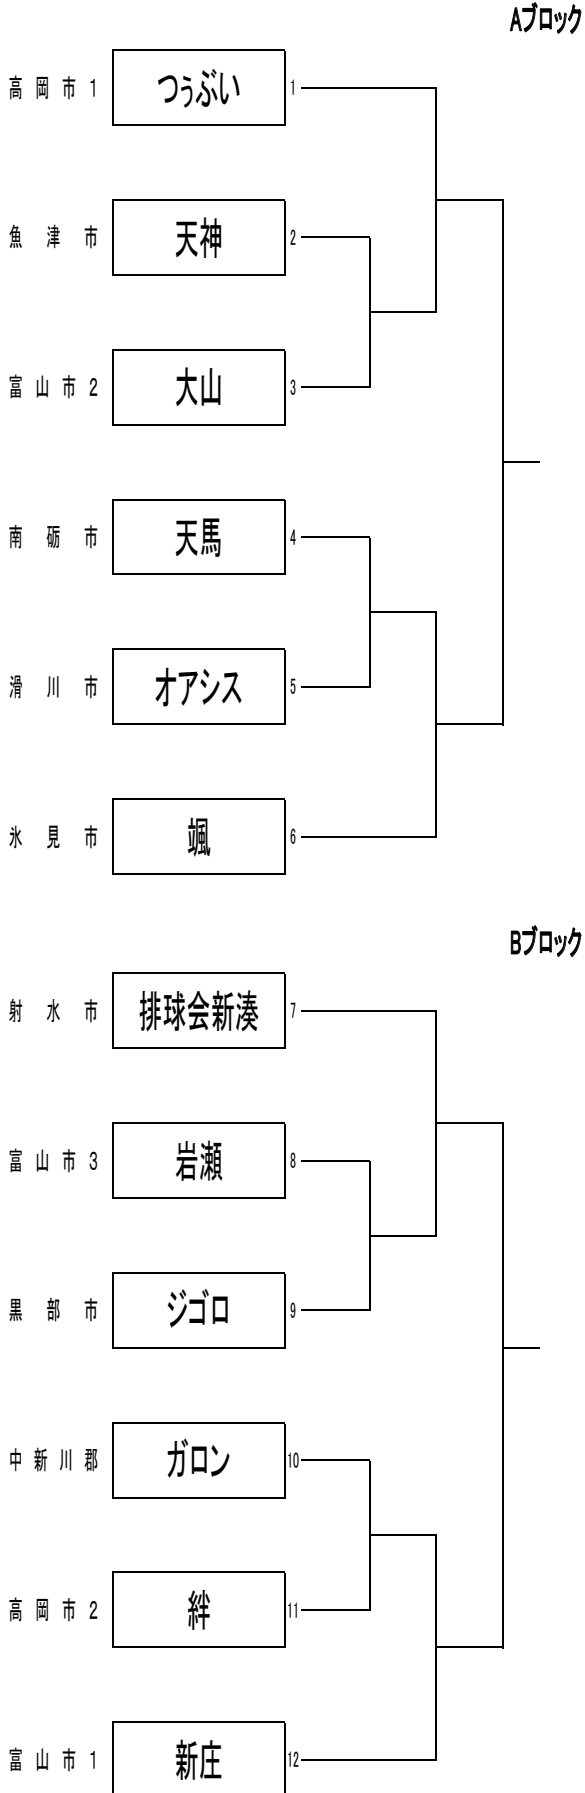 Aブロック
高岡市1 つぅぶい 1
魚津市 天神 2
富山市2 大山 3
南砺市 天馬 4
滑川市 オアシス 5
氷見市 颯 6
Bブロック
射水市 排球会新湊 7
富山市3 岩瀬 8
黒部市 ジゴロ 9
中新川郡 ガロン 10
高岡市2 絆 11
富山市1 新庄 12